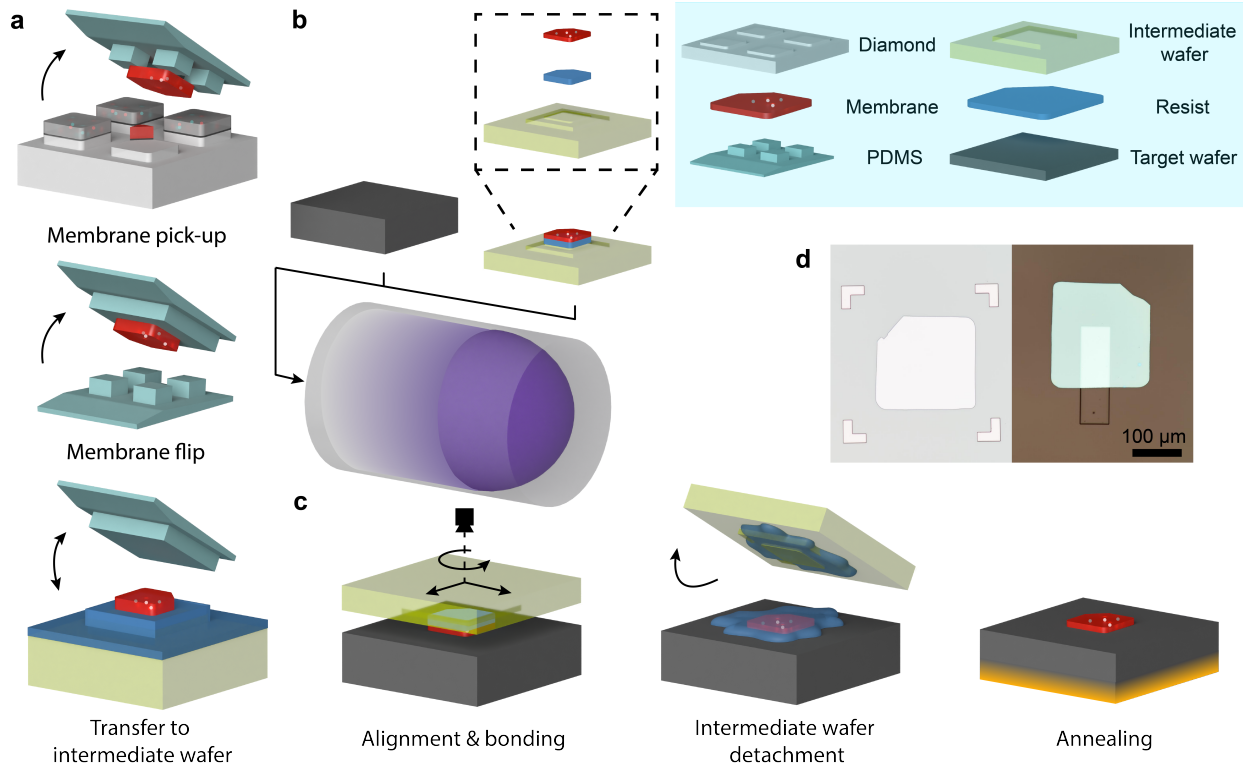 a
Membrane pick-up
Membrane flip
Transfer to
intermediate wafer
b
Diamond
Intermediate
wafer
Membrane
Resist
PDMS
Target wafer
c
Alignment & bonding
Intermediate wafer
detachment
Annealing
d
100 µm